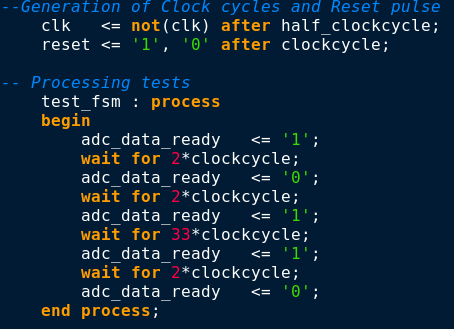 --Generation of Clock cycles and Reset pulse
    clk   <= not(clk) after half_clockcycle;
    reset <= '1', '0' after clockcycle;

-- Processing tests
    test_fsm : process
    begin
        adc_data_ready   <= '1';
        wait for 2*clockcycle;
        adc_data_ready   <= '0';
        wait for 2*clockcycle;
        adc_data_ready   <= '1';
        wait for 33*clockcycle;
        adc_data_ready   <= '1';
        wait for 2*clockcycle;
        adc_data_ready   <= '0';
    end process;